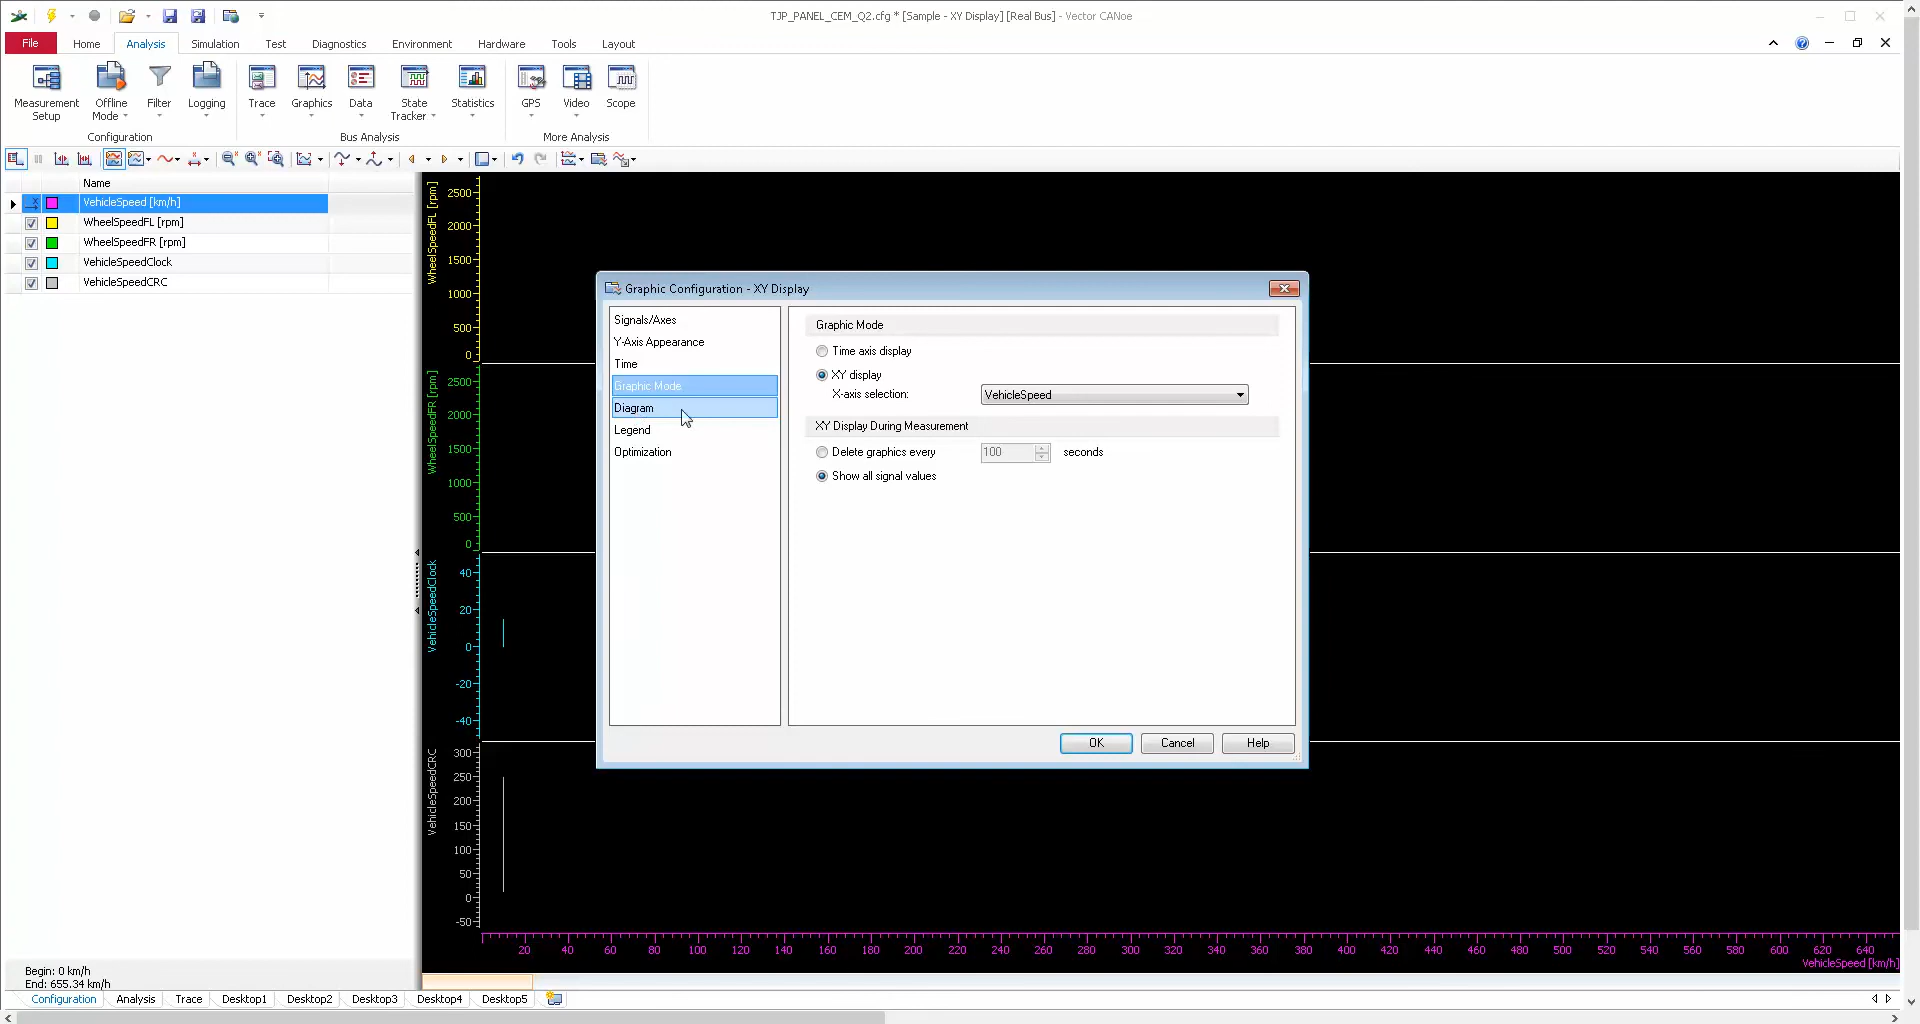 TJP_PANEL_CEM_Q2.cfg * [Sample - XY Display] [Real Bus] - Vector CANoe
File Home Analysis Simulation Test Diagnostics Environment Hardware Tools Layout
Measurement Setup
Offline Mode
Filter
Logging
Trace
Graphics
Data
State Tracker
Statistics
GPS
Video
Scope
Configuration
Bus Analysis
More Analysis
Name
VehicleSpeed [km/h]
WheelSpeedFL [rpm]
WheelSpeedFR [rpm]
VehicleSpeedClock
VehicleSpeedCRC
WheelSpeedFL [rpm]
2500
2000
1500
1000
500
0
WheelSpeedFR [rpm]
2500
2000
1500
1000
500
0
VehicleSpeedClock
40
20
0
-20
-40
VehicleSpeedCRC
300
250
200
150
100
50
0
-50
20 40 60 80 100 120 140 160 180 200 220 240 260 280 300 320 340 360 380 400 420 440 460 480 500 520 540 560 580 600 620 640
VehicleSpeed [km/h]
Graphic Configuration - XY Display
Signals/Axes
Y-Axis Appearance
Time
Graphic Mode
Diagram
Legend
Optimization
Graphic Mode
Time axis display
XY display
X-axis selection: VehicleSpeed
XY Display During Measurement
Delete graphics every 100 seconds
Show all signal values
OK Cancel Help
Begin: 0 km/h
End: 655.34 km/h
Configuration Analysis Trace Desktop1 Desktop2 Desktop3 Desktop4 Desktop5